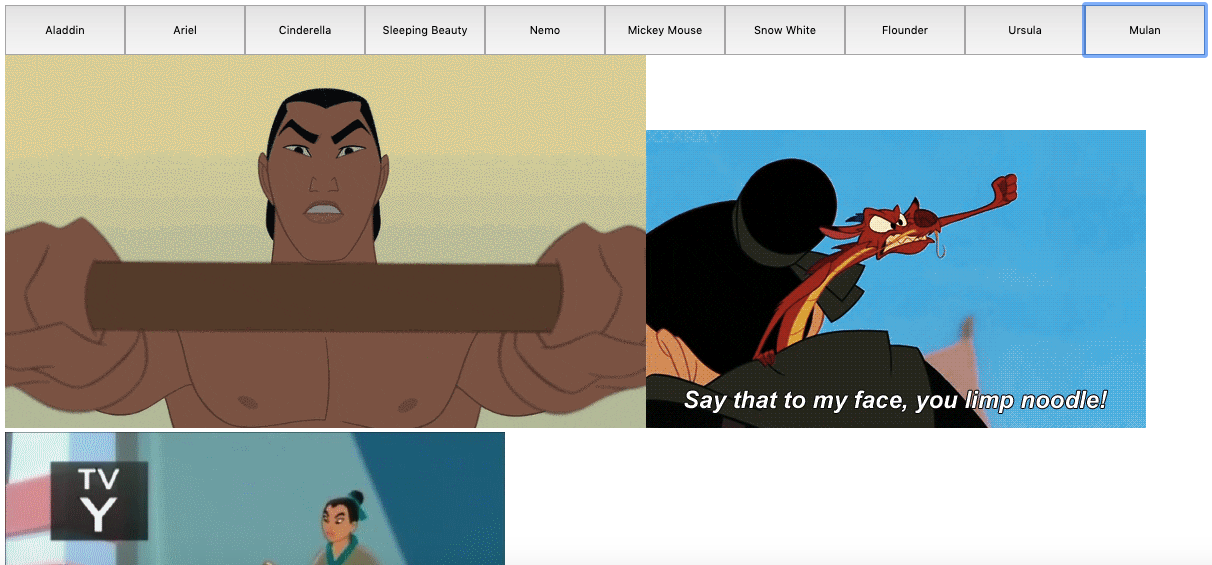 Aladdin
Ariel
Cinderella
Sleeping Beauty
Nemo
Mickey Mouse
Snow White
Flounder
Ursula
Mulan
Say that to my face, you limp noodle!
TV
Y